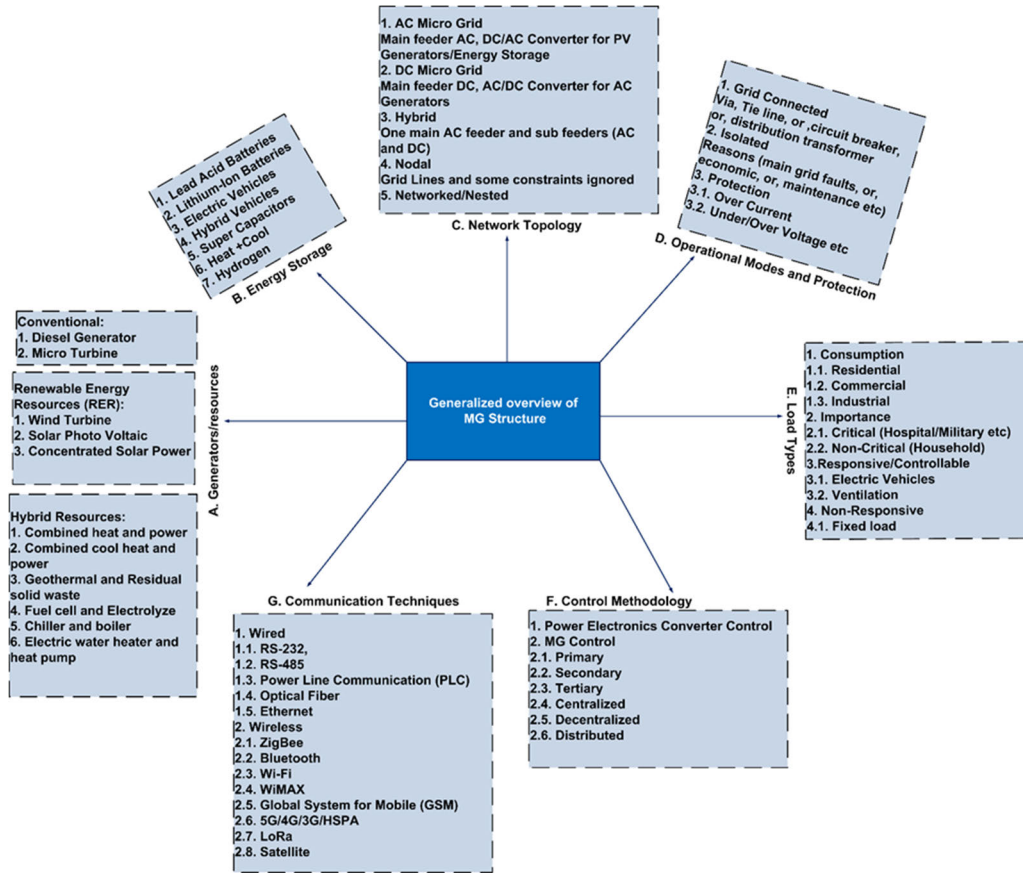 Generalized overview of
MG Structure
Conventional:
1. Diesel Generator
2. Micro Turbine
Renewable Energy
Resources (RER):
1. Wind Turbine
2. Solar Photo Voltaic
3. Concentrated Solar Power
Hybrid Resources:
1. Combined heat and power
2. Combined cool heat and
power
3. Geothermal and Residual
solid waste
4. Fuel cell and Electrolyze
5. Chiller and boiler
6. Electric water heater and
heat pump
A. Generators/resources
1. Lead Acid Batteries
2. Lithium-Ion Batteries
3. Electric Vehicles
4. Hybrid Vehicles
5. Super Capacitors
6. Heat +Cool
7. Hydrogen
B. Energy Storage
1. AC Micro Grid
Main feeder AC, DC/AC Converter for PV
Generators/Energy Storage
2. DC Micro Grid
Main feeder DC, AC/DC Converter for AC
Generators
3. Hybrid
One main AC feeder and sub feeders (AC
and DC)
4. Nodal
Grid Lines and some constraints ignored
5. Networked/Nested
C. Network Topology
1. Grid Connected
Via, Tie line, or ,circuit breaker,
or, distribution transformer
2. Isolated
Reasons (main grid faults, or,
economic, or, maintenance etc)
3. Protection
3.1. Over Current
3.2. Under/Over Voltage etc
D. Operational Modes and Protection
E. Load Types
1. Consumption
1.1. Residential
1.2. Commercial
1.3. Industrial
2. Importance
2.1. Critical (Hospital/Military etc)
2.2. Non-Critical (Household)
3.Responsive/Controllable
3.1. Electric Vehicles
3.2. Ventilation
4. Non-Responsive
4.1. Fixed load
F. Control Methodology
1. Power Electronics Converter Control
2. MG Control
2.1. Primary
2.2. Secondary
2.3. Tertiary
2.4. Centralized
2.5. Decentralized
2.6. Distributed
G. Communication Techniques
1. Wired
1.1. RS-232,
1.2. RS-485
1.3. Power Line Communication (PLC)
1.4. Optical Fiber
1.5. Ethernet
2. Wireless
2.1. ZigBee
2.2. Bluetooth
2.3. Wi-Fi
2.4. WiMAX
2.5. Global System for Mobile (GSM)
2.6. 5G/4G/3G/HSPA
2.7. LoRa
2.8. Satellite